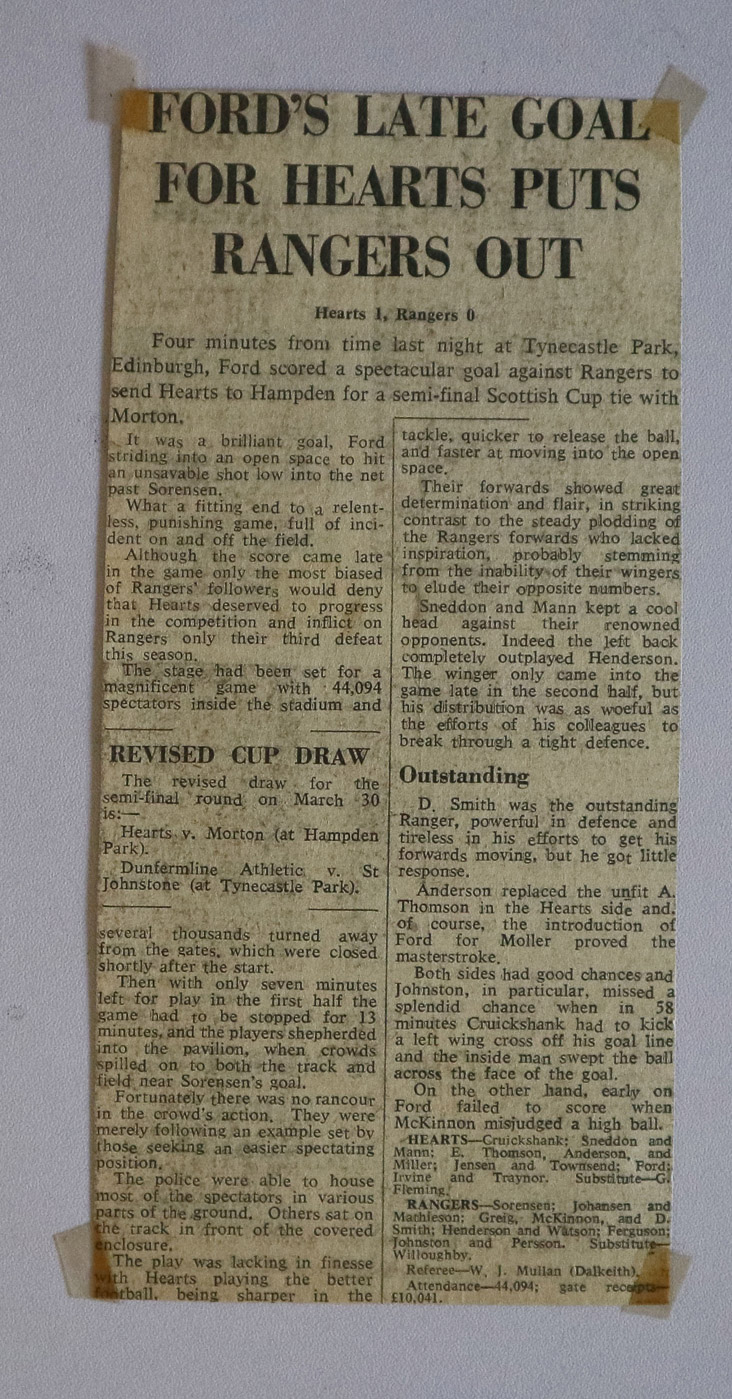 FORD'S LATE GOAL
FOR HEARTS PUTS
RANGERS OUT
Hearts 1, Rangers 0
Four minutes from time last night at Tynecastle Park,
Edinburgh, Ford scored a spectacular goal against Rangers to
send Hearts to Hampden for a semi-final Scottish Cup tie with
Morton.
It was a brilliant goal, Ford
striding into an open space to hit
an unsavable shot low into the net
past Sorensen.
What a fitting end to a relent-
less, punishing game, full of inci-
dent on and off the field.
Although the score came late
in the game only the most biased
of Rangers' followers would deny
that Hearts deserved to progress
in the competition and inflict on
Rangers only their third defeat
this season.
The stage had been set for a
magnificent game with 44,094
spectators inside the stadium and
REVISED CUP DRAW
The revised draw for the
semi-final round on March 30
is:—
Hearts v. Morton (at Hampden
Park).
Dunfermline Athletic v. St
Johnstone (at Tynecastle Park).
several thousands turned away
from the gates, which were closed
shortly after the start.
Then with only seven minutes
left for play in the first half the
game had to be stopped for 13
minutes, and the players shepherded
into the pavilion, when crowds
spilled on to both the track and
field near Sorensen's goal.
Fortunately there was no rancour
in the crowd's action. They were
merely following an example set by
those seeking an easier spectating
position.
The police were able to house
most of the spectators in various
parts of the ground. Others sat on
the track in front of the covered
enclosure.
The play was lacking in finesse
with Hearts playing the better
football, being sharper in the
tackle, quicker to release the ball,
and faster at moving into the open
space.
Their forwards showed great
determination and flair, in striking
contrast to the steady plodding of
the Rangers forwards who lacked
inspiration, probably stemming
from the inability of their wingers
to elude their opposite numbers.
Sneddon and Mann kept a cool
head against their renowned
opponents. Indeed the left back
completely outplayed Henderson.
The winger only came into the
game late in the second half, but
his distribution was as woeful as
the efforts of his colleagues to
break through a tight defence.
Outstanding
D. Smith was the outstanding
Ranger, powerful in defence and
tireless in his efforts to get his
forwards moving, but he got little
response.
Anderson replaced the unfit A.
Thomson in the Hearts side and,
of course, the introduction of
Ford for Moller proved the
masterstroke.
Both sides had good chances and
Johnston, in particular, missed a
splendid chance when in 58
minutes Cruickshank had to kick
a left wing cross off his goal line
and the inside man swept the ball
across the face of the goal.
On the other hand, early on
Ford failed to score when
McKinnon misjudged a high ball.
HEARTS—Cruickshank; Sneddon and
Mann; E. Thomson, Anderson, and
Miller; Jensen and Townsend; Ford;
Irvine and Traynor. Substitute—G.
Fleming.
RANGERS—Sorensen; Johansen and
Mathieson; Greig, McKinnon, and D.
Smith; Henderson and Watson; Ferguson;
Johnston and Persson. Substitute—
Willoughby.
Referee—W. J. Mullan (Dalkeith).
Attendance—44,094; gate receipts—
£10,041.